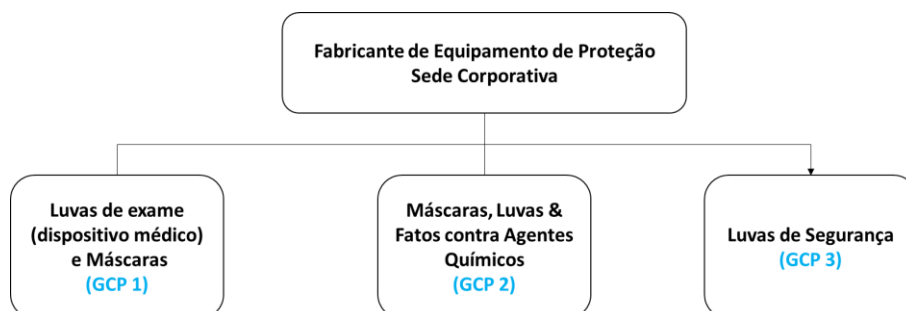 Fabricante de Equipamento de Proteção
Sede Corporativa
Luvas de exame
(dispositivo médico)
e Máscaras
(GCP 1)
Máscaras, Luvas &
Fatos contra Agentes
Químicos
(GCP 2)
Luvas de Segurança
(GCP 3)